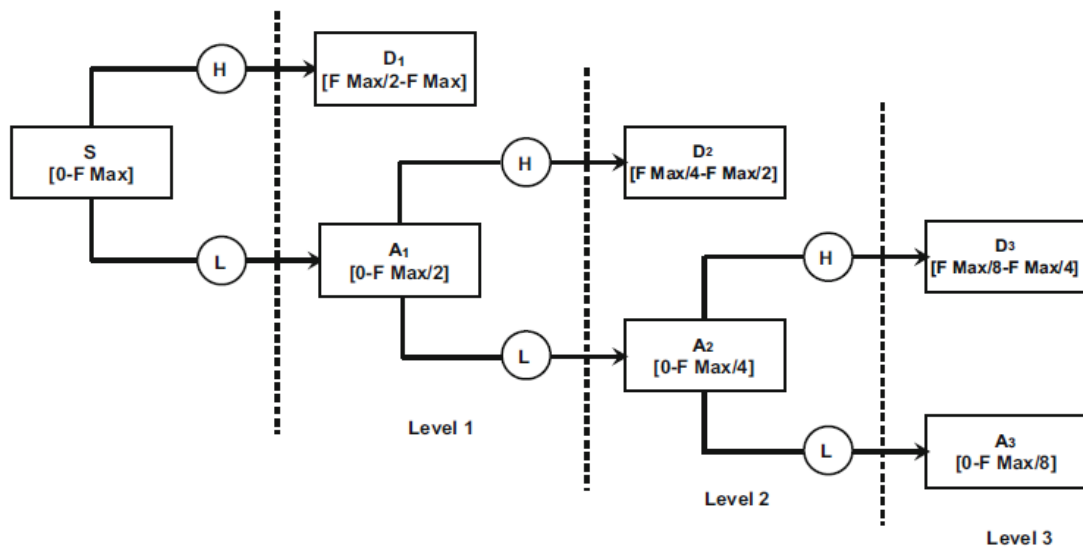 H
D1
[F Max/2-F Max]
S
[0-F Max]
H
D2
[F Max/4-F Max/2]
L
A1
[0-F Max/2]
H
D3
[F Max/8-F Max/4]
L
A2
[0-F Max/4]
Level 1
L
A3
[0-F Max/8]
Level 2
Level 3